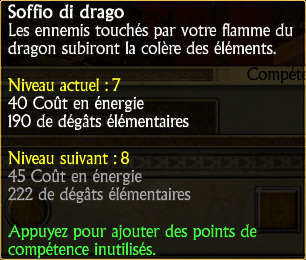 Soffio di drago
Les ennemis touchés par votre flamme du
dragon subiront la colère des éléments.
Niveau actuel : 7
40 Coût en énergie
190 de dégâts élémentaires
Niveau suivant : 8
45 Coût en énergie
222 de dégâts élémentaires
Appuyez pour ajouter des points de
compétence inutilisés.
Compéte